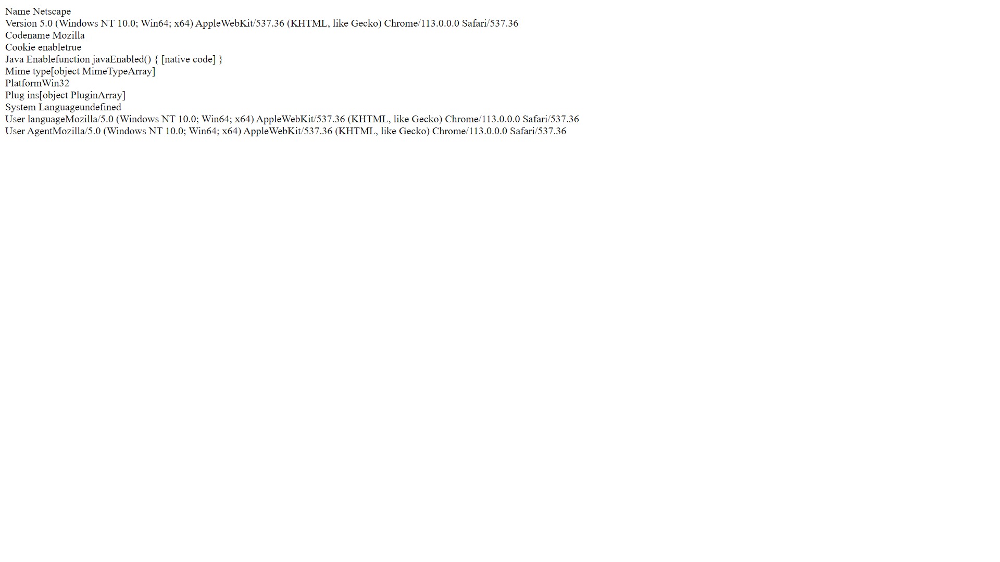 Name Netscape
Version 5.0 (Windows NT 10.0; Win64; x64) AppleWebKit/537.36 (KHTML, like Gecko) Chrome/113.0.0.0 Safari/537.36
Codename Mozilla
Cookie enabletrue
Java Enablefunction javaEnabled() { [native code] }
Mime type[object MimeTypeArray]
PlatformWin32
Plug ins[object PluginArray]
System Languageundefined
User languageMozilla/5.0 (Windows NT 10.0; Win64; x64) AppleWebKit/537.36 (KHTML, like Gecko) Chrome/113.0.0.0 Safari/537.36
User AgentMozilla/5.0 (Windows NT 10.0; Win64; x64) AppleWebKit/537.36 (KHTML, like Gecko) Chrome/113.0.0.0 Safari/537.36